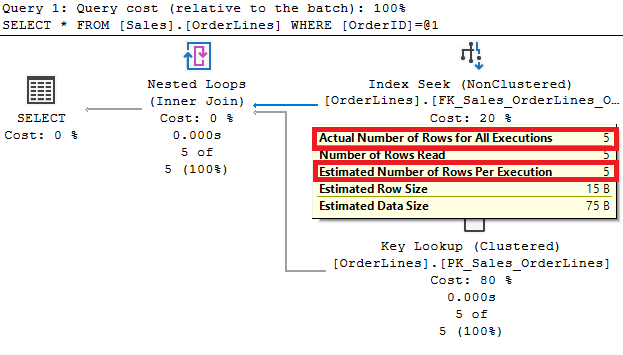 Query 1: Query cost (relative to the batch): 100%
SELECT * FROM [Sales].[OrderLines] WHERE [OrderID]=@1
SELECT
Cost: 0 %
Nested Loops
(Inner Join)
Cost: 0 %
0.000s
5 of
5 (100%)
Index Seek (NonClustered)
[OrderLines].[FK_Sales_OrderLines_O…
Cost: 20 %
Actual Number of Rows for All Executions 5
Number of Rows Read 5
Estimated Number of Rows Per Execution 5
Estimated Row Size 15 B
Estimated Data Size 75 B
Key Lookup (Clustered)
[OrderLines].[PK_Sales_OrderLines]
Cost: 80 %
0.000s
5 of
5 (100%)